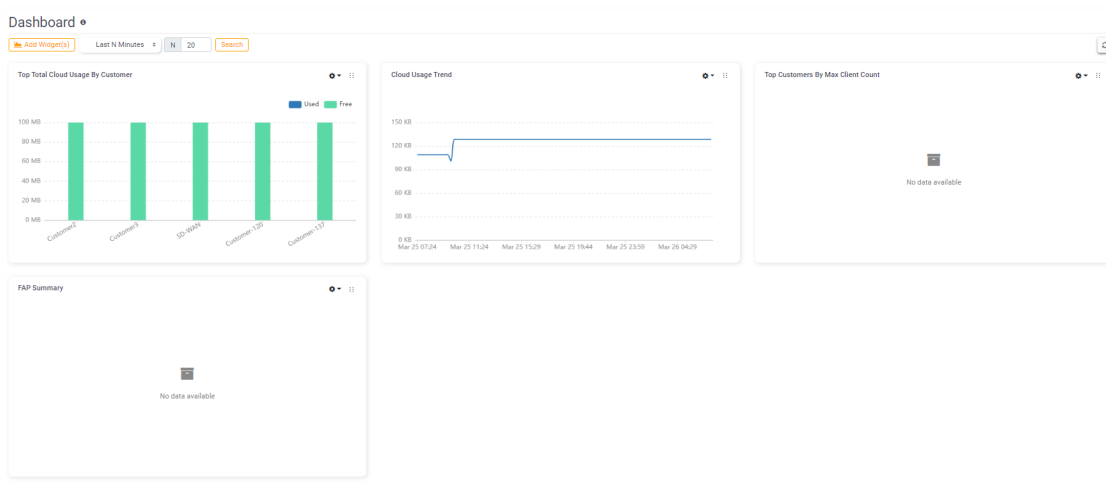 Dashboard
Add Widget(s) Last N Minutes N 20 Search
Top Total Cloud Usage By Customer
Used Free
100 MB
80 MB
60 MB
40 MB
20 MB
0 MB
Customer2 Customer3 SD-WAN Customer-120 Customer-137
Cloud Usage Trend
150 KB
120 KB
90 KB
60 KB
30 KB
0 KB
Mar 25 07:24 Mar 25 11:24 Mar 25 15:29 Mar 25 19:44 Mar 25 23:59 Mar 26 04:29
Top Customers By Max Client Count
No data available
FAP Summary
No data available